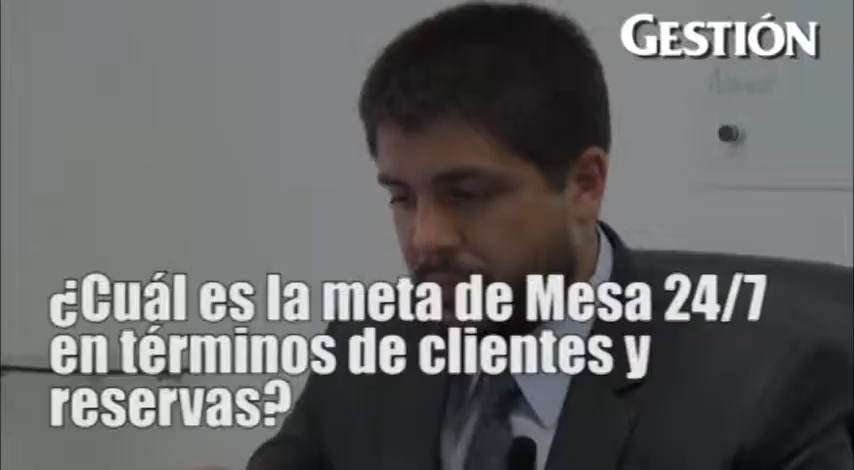 GESTIÓN
¿Cuál es la meta de Mesa 24/7
en términos de clientes y
reservas?